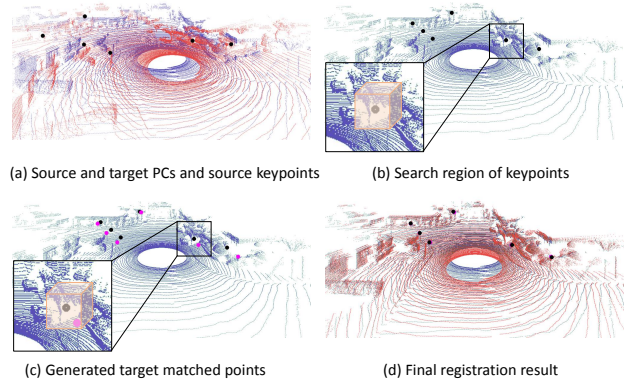 (a) Source and target PCs and source keypoints
(b) Search region of keypoints
(c) Generated target matched points
(d) Final registration result